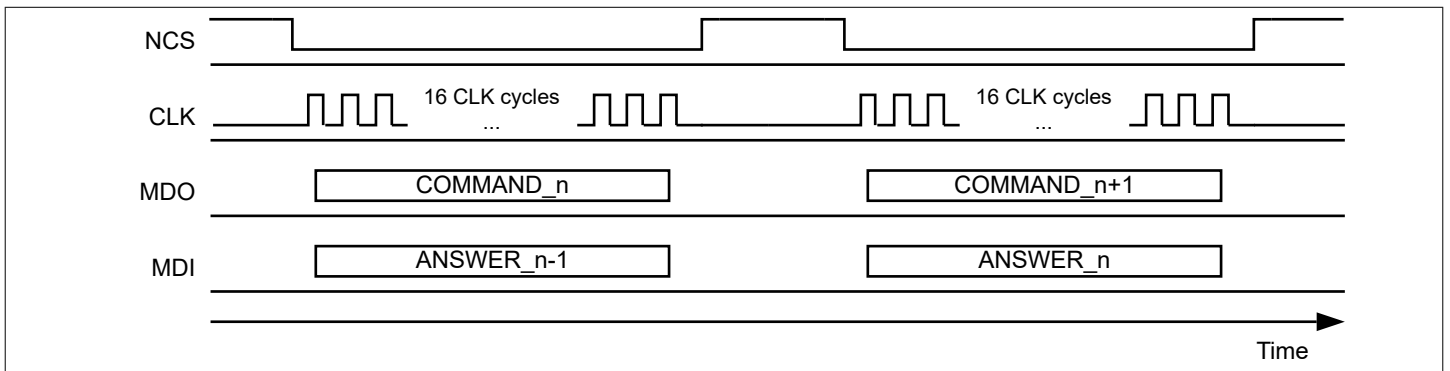 NCS
CLK
16 CLK cycles
...
16 CLK cycles
...
MDO
COMMAND_n
COMMAND_n+1
MDI
ANSWER_n-1
ANSWER_n
Time